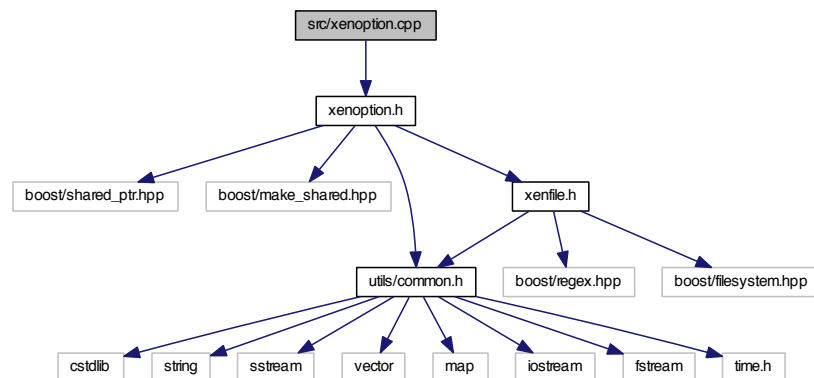 src/xenoption.cpp
xenoption.h
boost/shared_ptr.hpp
boost/make_shared.hpp
xenfile.h
utils/common.h
boost/regex.hpp
boost/filesystem.hpp
cstdlib
string
sstream
vector
map
iostream
fstream
time.h